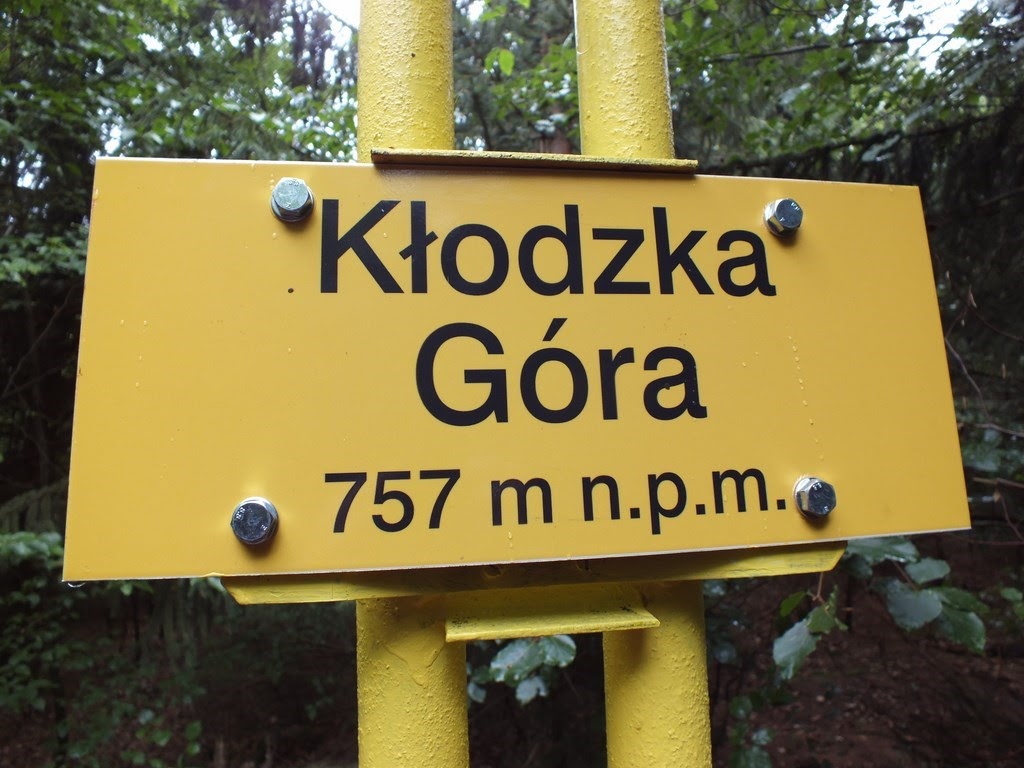 Kłodzka
Góra
757 m n.p.m.